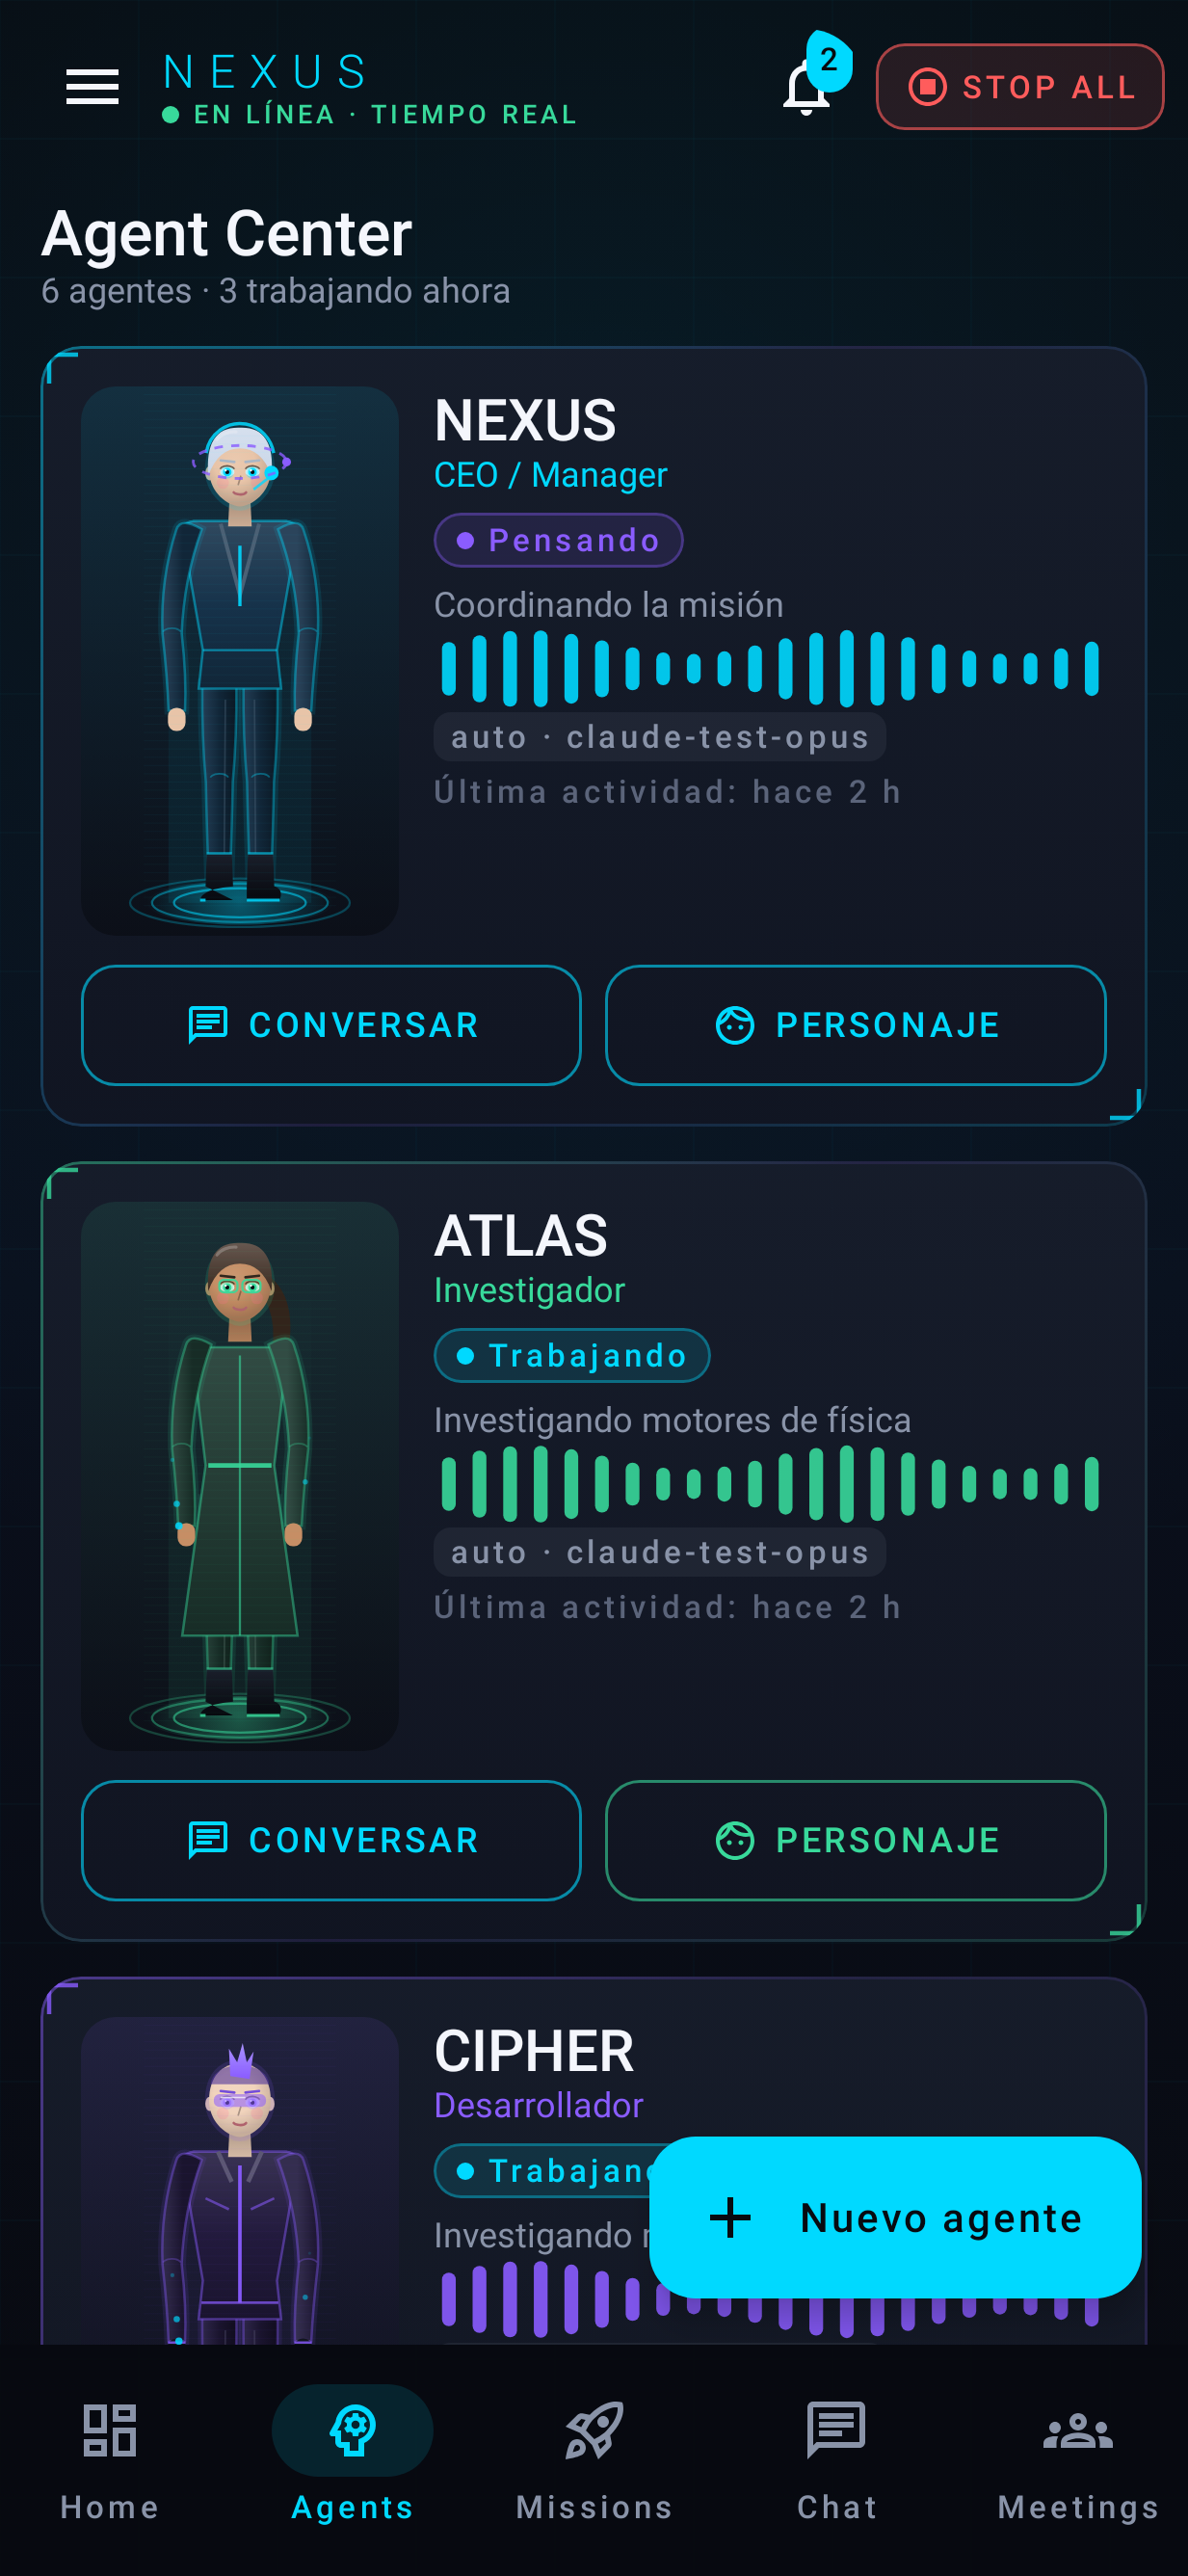 NEXUS
EN LÍNEA · TIEMPO REAL
2
STOP ALL
Agent Center
6 agentes · 3 trabajando ahora
NEXUS
CEO / Manager
Pensando
Coordinando la misión
auto · claude-test-opus
Última actividad: hace 2 h
CONVERSAR
PERSONAJE
ATLAS
Investigador
Trabajando
Investigando motores de física
auto · claude-test-opus
Última actividad: hace 2 h
CONVERSAR
PERSONAJE
CIPHER
Desarrollador
Investigando
Nuevo agente
Home
Agents
Missions
Chat
Meetings